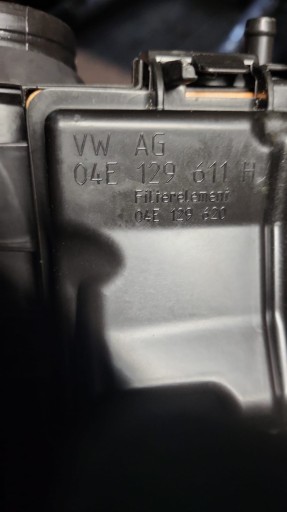 VW AG
04E 129 611 H
Filterelement
04E 129 620